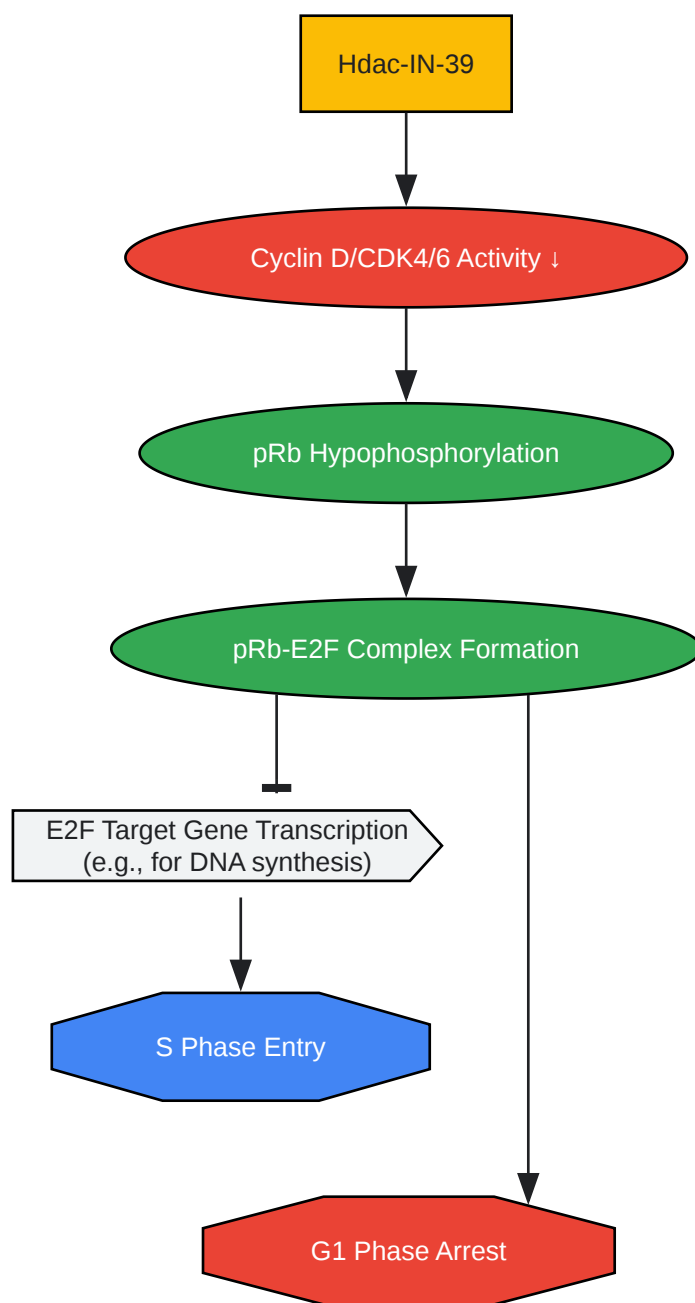 Hdac-IN-39
Cyclin D/CDK4/6 Activity ↓
pRb Hypophosphorylation
pRb-E2F Complex Formation
E2F Target Gene Transcription
(e.g., for DNA synthesis)
S Phase Entry
G1 Phase Arrest